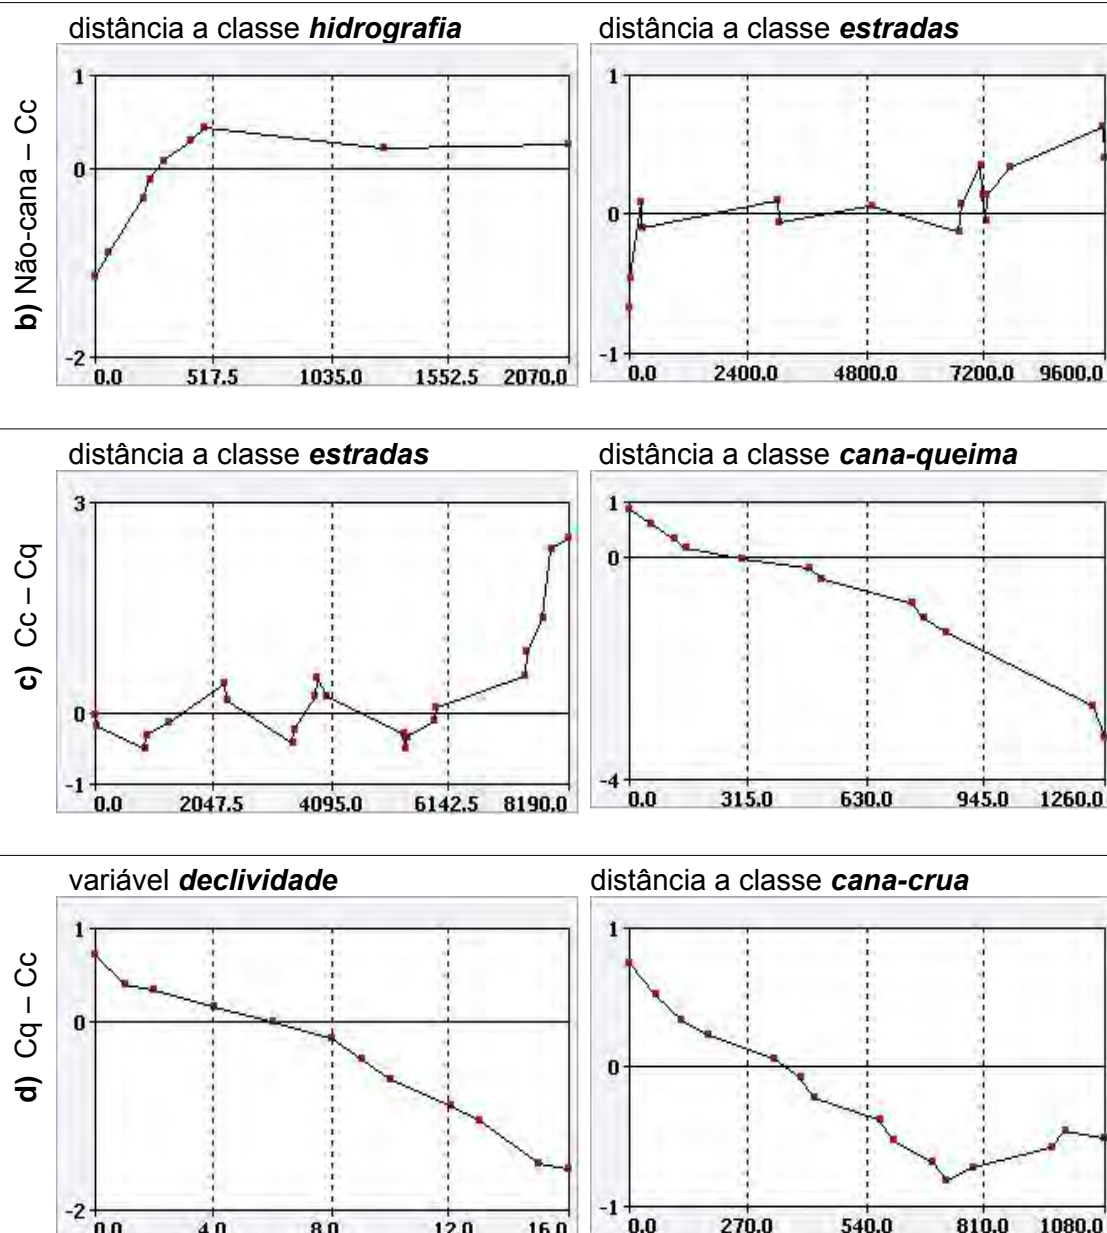 distância a classe hidrografia
distância a classe estradas
b) Não-cana – Cc
1
0
-2
0.0 517.5 1035.0 1552.5 2070.0
1
0
-1
0.0 2400.0 4800.0 7200.0 9600.0
distância a classe estradas
distância a classe cana-queima
c) Cc – Cq
3
0
-1
0.0 2047.5 4095.0 6142.5 8190.0
1
0
-4
0.0 315.0 630.0 945.0 1260.0
variável declividade
distância a classe cana-crua
d) Cq – Cc
1
0
-2
0.0 4.0 8.0 12.0 16.0
1
0
-1
0.0 270.0 540.0 810.0 1080.0